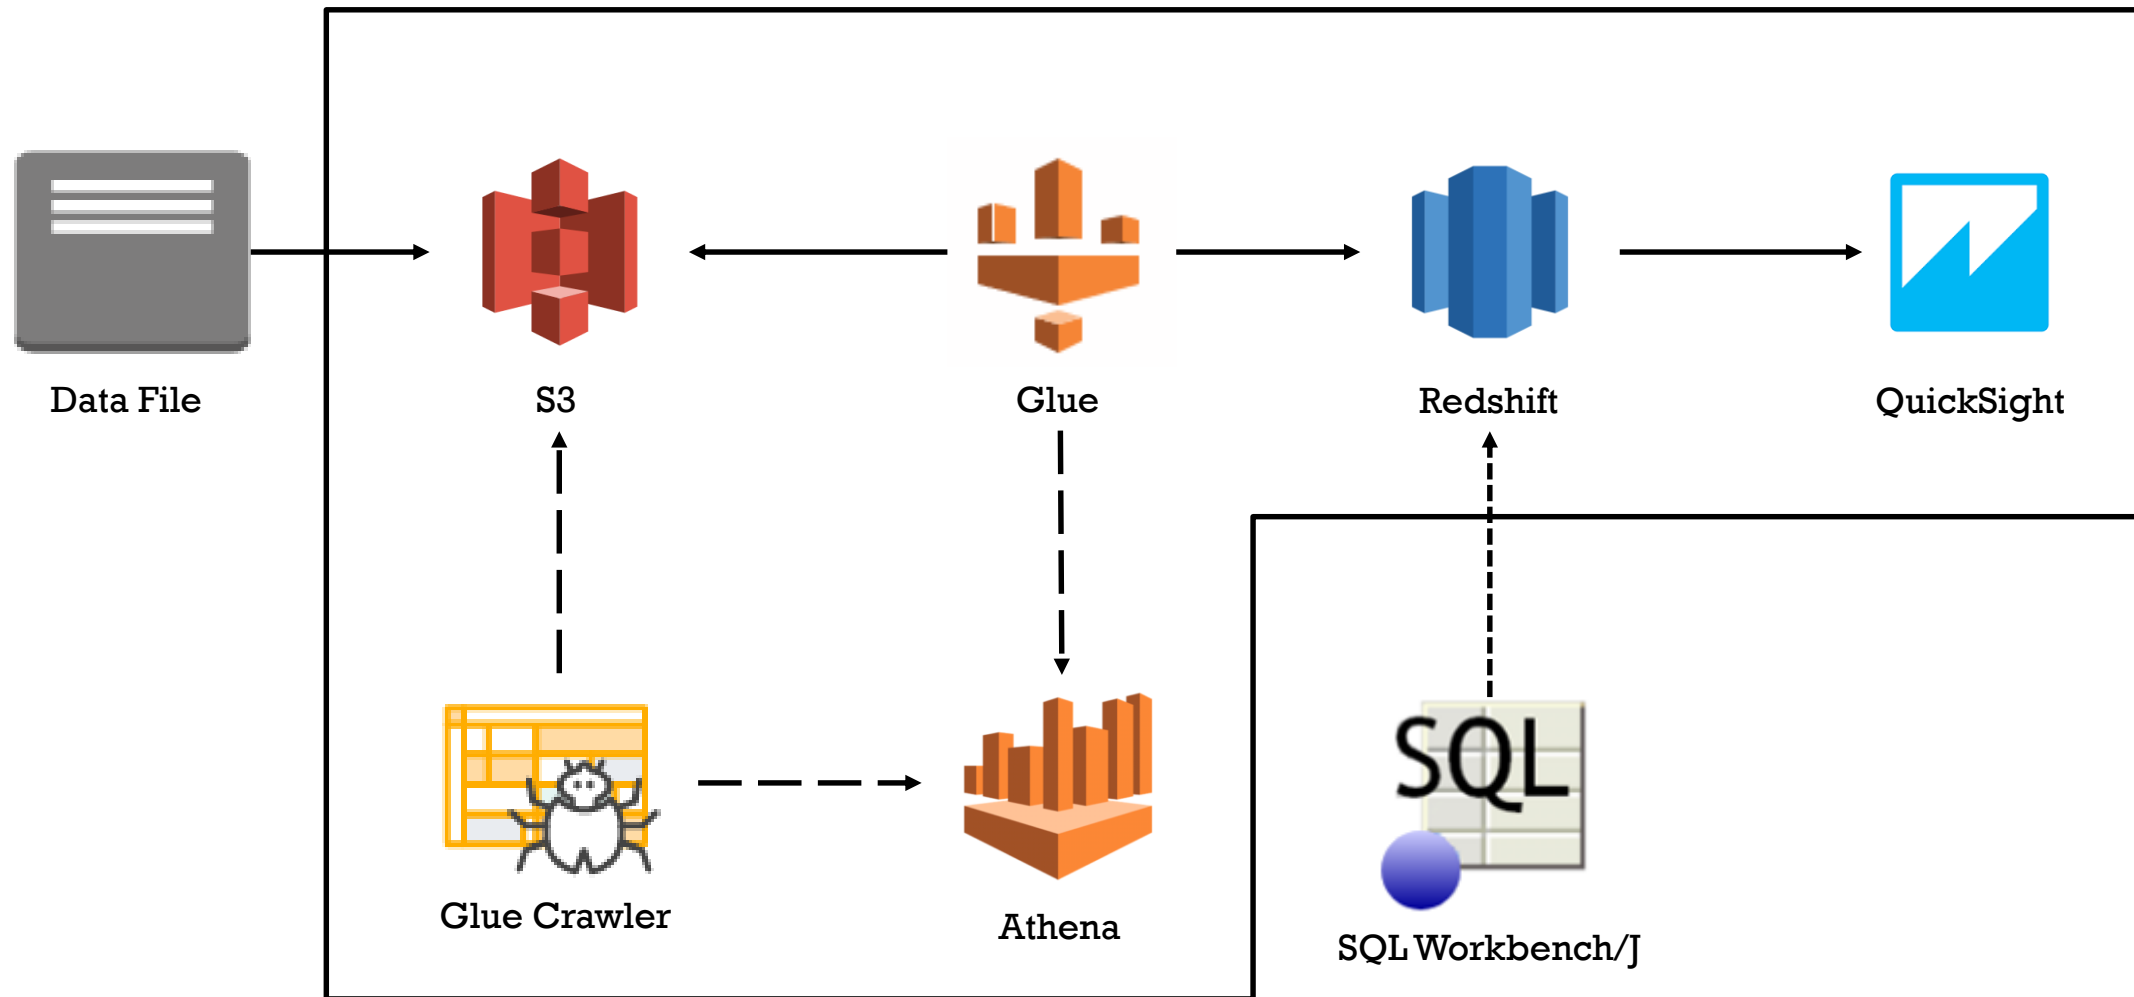 Data File
S3
Glue
Redshift
QuickSight
Glue Crawler
Athena
SQL
SQL Workbench/J